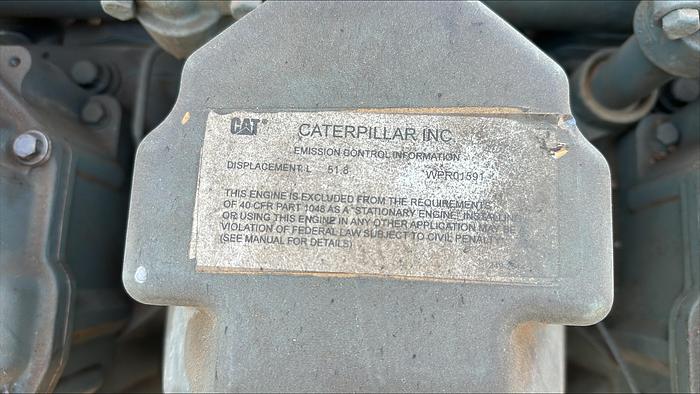 CAT
CATERPILLAR INC.
EMISSION CONTROL INFORMATION
DISPLACEMENT: L 51.8
WPR01591
THIS ENGINE IS EXCLUDED FROM THE REQUIREMENTS
OF 40 CFR PART 1048 AS A "STATIONARY ENGINE." INSTALLING
OR USING THIS ENGINE IN ANY OTHER APPLICATION MAY BE
VIOLATION OF FEDERAL LAW SUBJECT TO CIVIL PENALTY.
(SEE MANUAL FOR DETAILS)